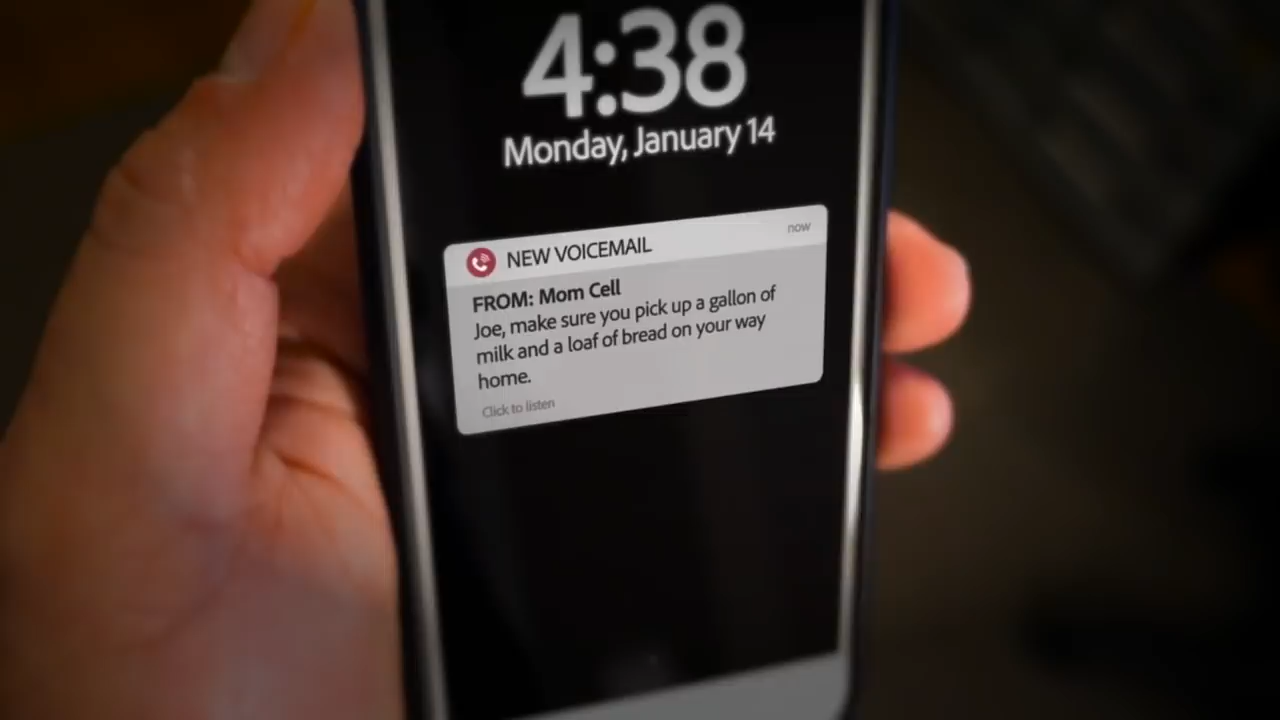 4:38
Monday, January 14
NEW VOICEMAIL
now
FROM: Mom Cell
Joe, make sure you pick up a gallon of
milk and a loaf of bread on your way
home.
Click to listen